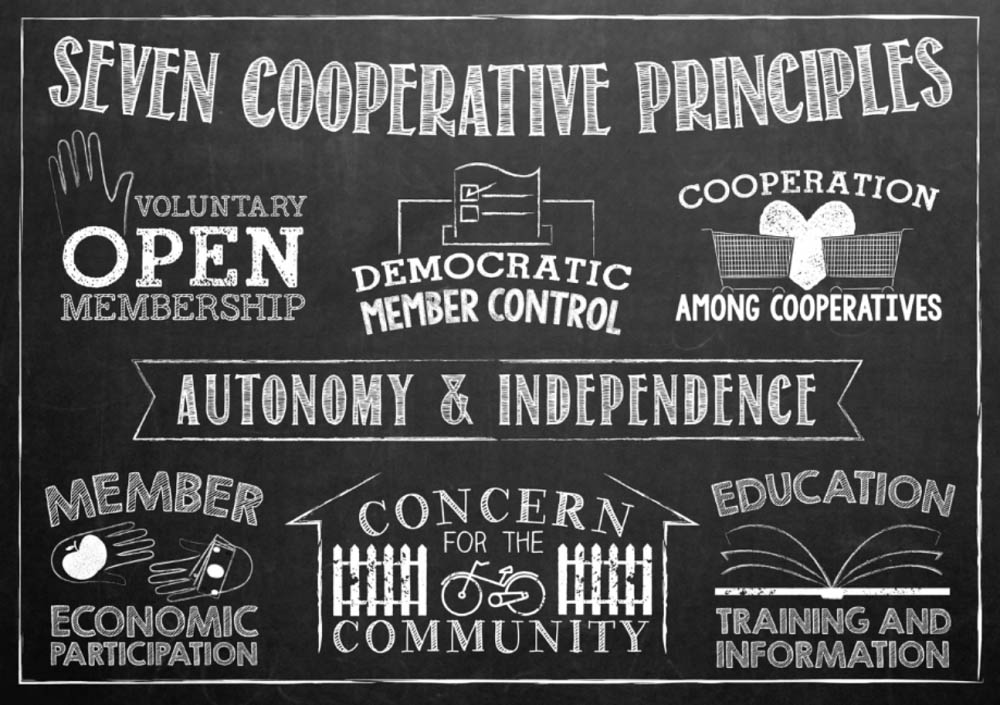 SEVEN COOPERATIVE PRINCIPLES
VOLUNTARY
OPEN
MEMBERSHIP
DEMOCRATIC
MEMBER CONTROL
COOPERATION
AMONG COOPERATIVES
AUTONOMY & INDEPENDENCE
MEMBER
ECONOMIC
PARTICIPATION
CONCERN
FOR THE
COMMUNITY
EDUCATION
TRAINING AND
INFORMATION